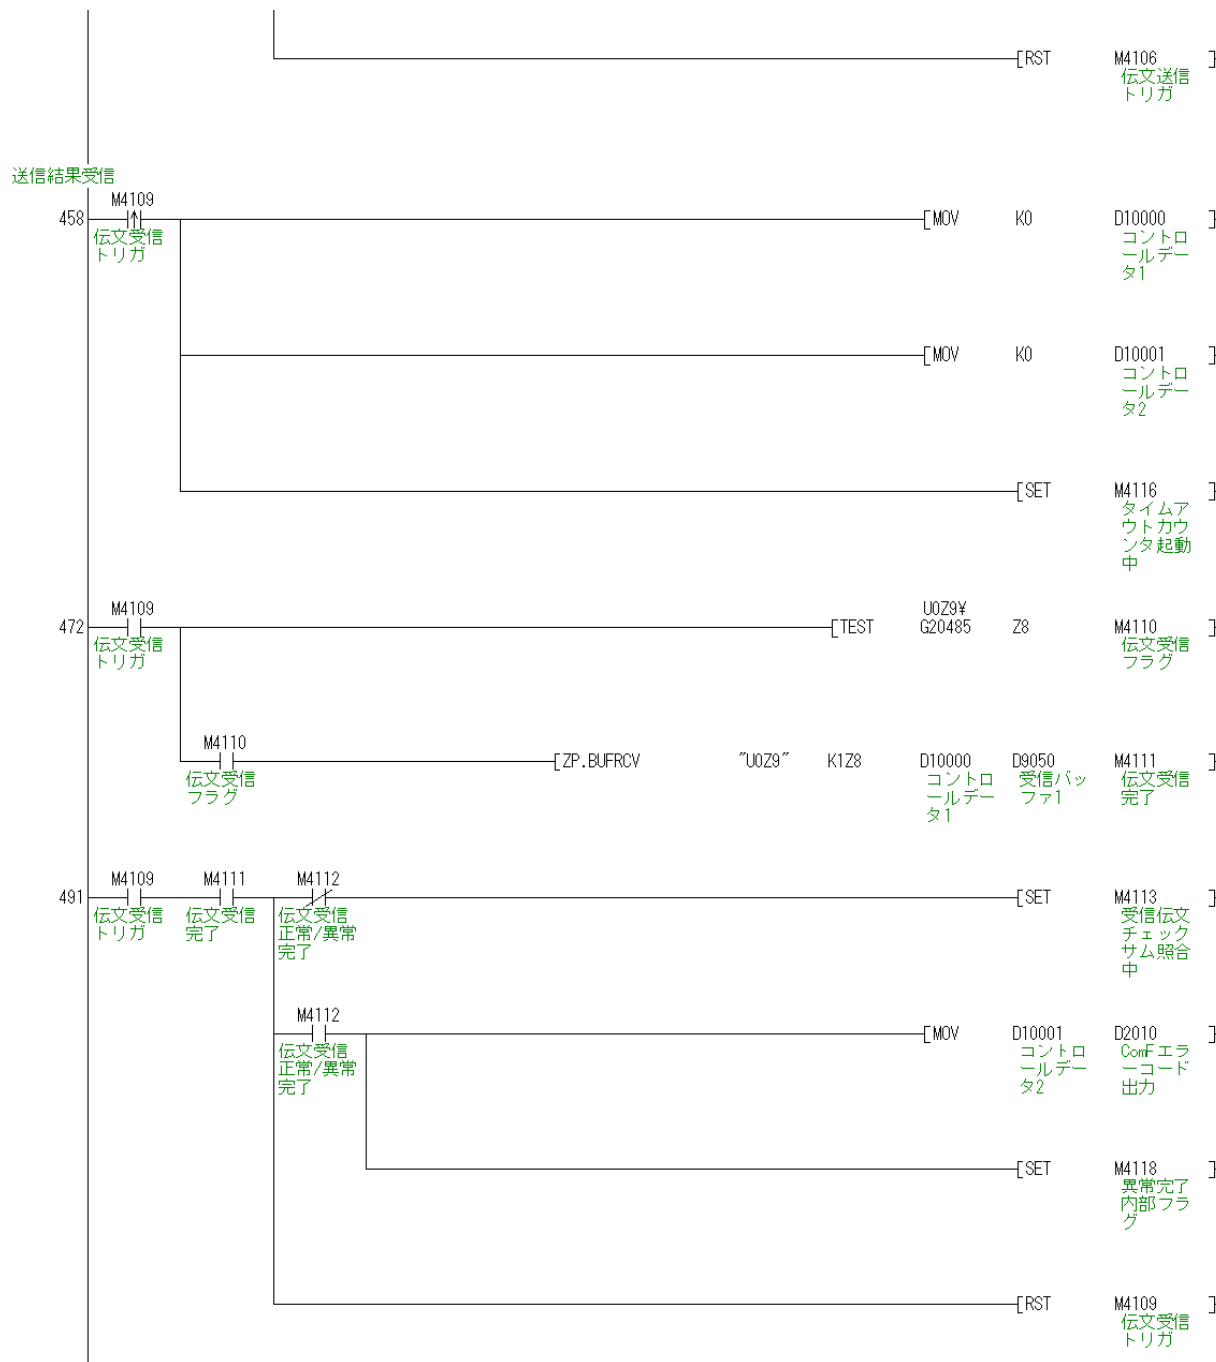 [RST M4106 ]
伝文送信
トリガ
送信結果受信
M4109
458 [MOV K0 D10000 ]
伝文受信
トリガ
コントロ
ールデー
タ1
[MOV K0 D10001 ]
コントロ
ールデー
タ2
[SET M4116 ]
タイムア
ウトカウ
ンタ起動
中
M4109 U0Z9¥
472 [TEST G20485 Z8 M4110 ]
伝文受信
トリガ
伝文受信
フラグ
M4110
[ZP.BUFRCV "U0Z9" K1Z8 D10000 D9050 M4111 ]
伝文受信
フラグ
コントロ
ールデー
タ1
受信バッ
ファ1
伝文受信
完了
M4109 M4111 M4112
491 [SET M4113 ]
伝文受信
トリガ
伝文受信
完了
伝文受信
正常/異常
完了
受信伝文
チェック
サム照合
中
M4112
[MOV D10001 D2010 ]
伝文受信
正常/異常
完了
コントロ
ールデー
タ2
ComFエラ
ーコード
出力
[SET M4118 ]
異常完了
内部フラ
グ
[RST M4109 ]
伝文受信
トリガ